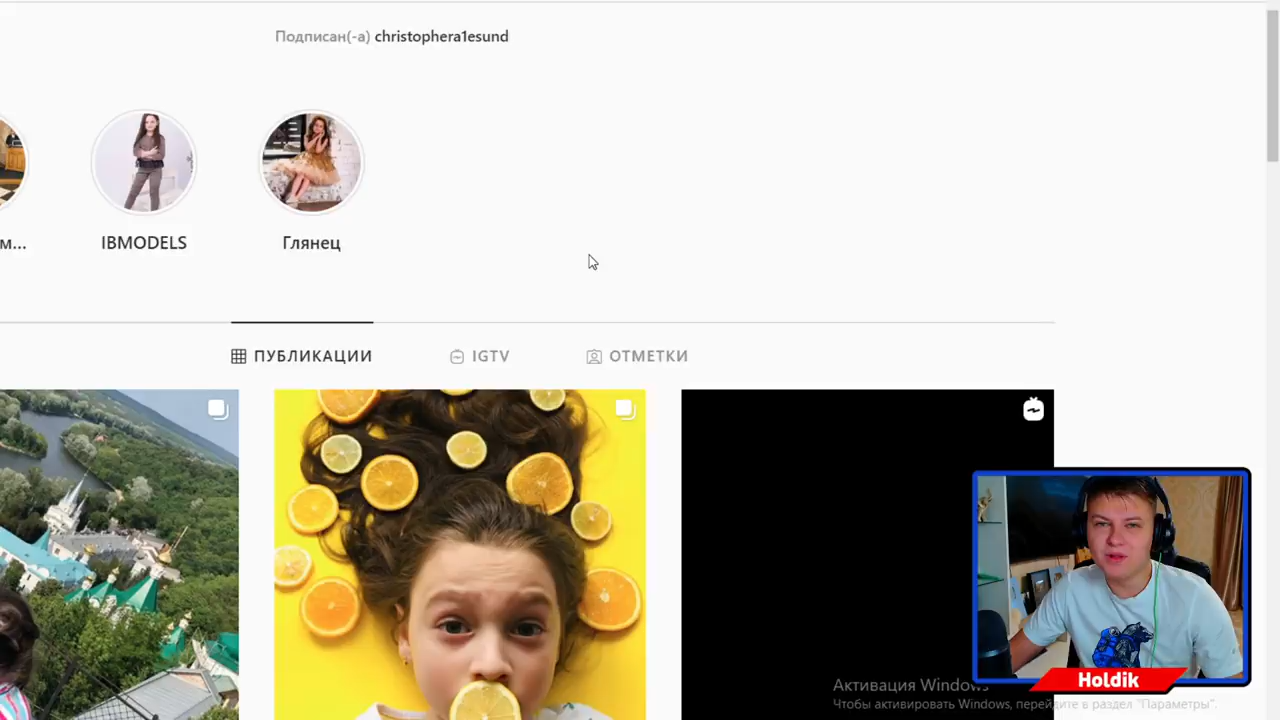 Подписан(-а) christophera1esund
м...
IBMODELS
Глянец
ПУБЛИКАЦИИ
IGTV
ОТМЕТКИ
Holdik
Активация Windows
Чтобы активировать Windows, перейдите в раздел "Параметры".